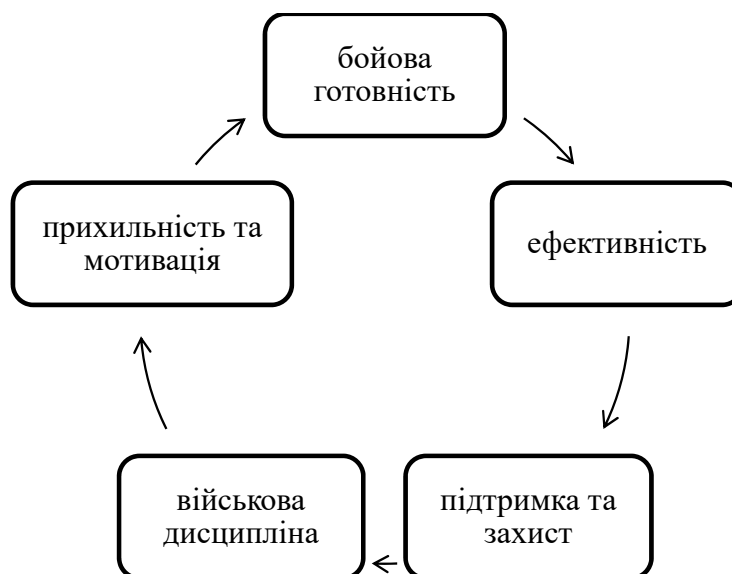 бойова
готовність
прихильність та
мотивація
ефективність
військова
дисципліна
підтримка та
захист